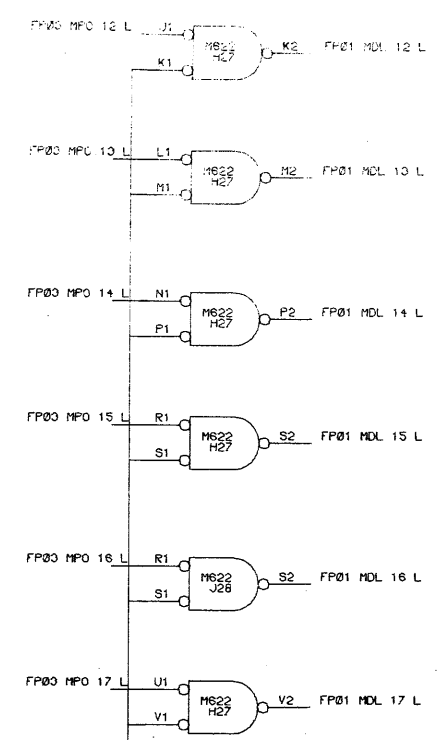 FP03 MPO 12 L J1 M622 K2 FP01 MDL 12 L
K1 H27
FP03 MPO 13 L L1 M622 M2 FP01 MDL 13 L
M1 H27
FP03 MPO 14 L N1 M622 P2 FP01 MDL 14 L
P1 H27
FP03 MPO 15 L R1 M622 S2 FP01 MDL 15 L
S1 H27
FP03 MPO 16 L R1 M622 S2 FP01 MDL 16 L
S1 J28
FP03 MPO 17 L U1 M622 V2 FP01 MDL 17 L
V1 H27